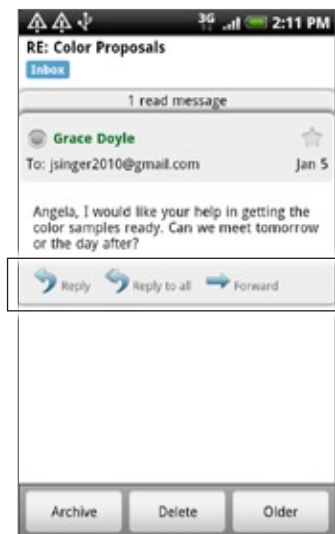 3G 2:11 PM
RE: Color Proposals
Inbox
1 read message
Grace Doyle
To: jsinger2010@gmail.com Jan 5
Angela, I would like your help in getting the
color samples ready. Can we meet tomorrow
or the day after?
Reply Reply to all Forward
Archive Delete Older